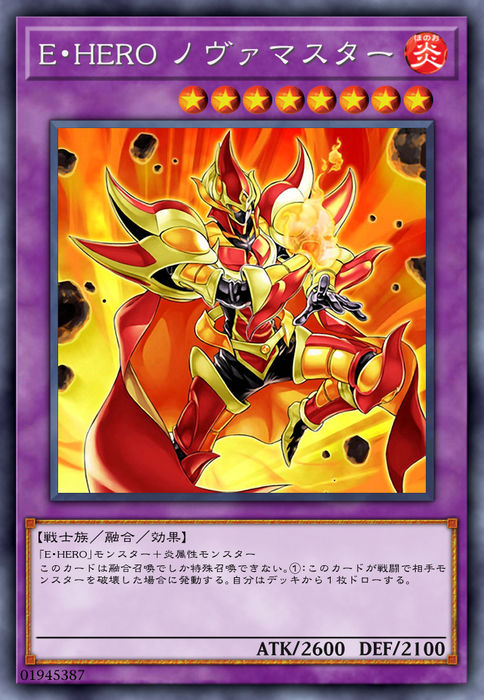 E・HERO ノヴァマスター
ほのお
炎
【戦士族／融合／効果】
「E・HERO」モンスター＋炎属性モンスター
このカードは融合召喚でしか特殊召喚できない。①：このカードが戦闘で相手モ
ンスターを破壊した場合に発動する。自分はデッキから１枚ドローする。
ATK/2600 DEF/2100
01945387